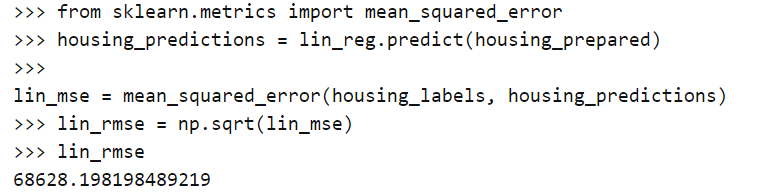 >>> from sklearn.metrics import mean_squared_error
>>> housing_predictions = lin_reg.predict(housing_prepared)
>>>
lin_mse = mean_squared_error(housing_labels, housing_predictions)
>>> lin_rmse = np.sqrt(lin_mse)
>>> lin_rmse
68628.198198489219